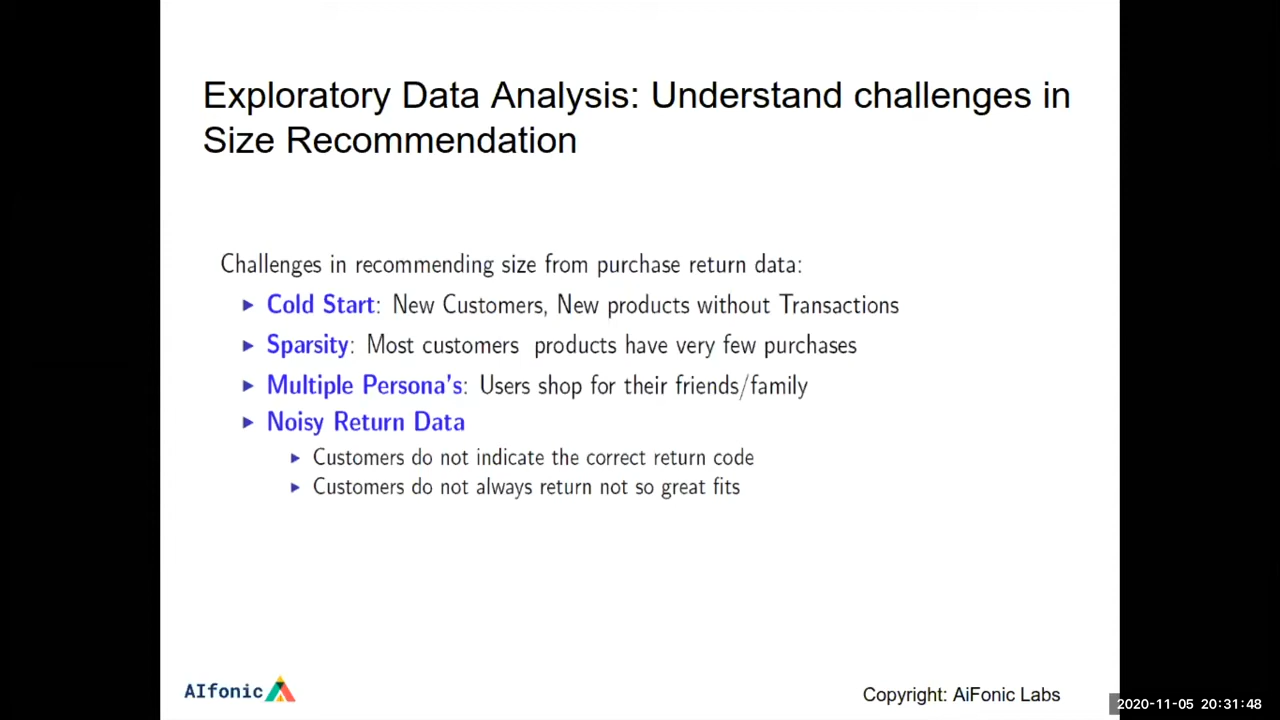 Exploratory Data Analysis: Understand challenges in
Size Recommendation
Challenges in recommending size from purchase return data:
Cold Start: New Customers, New products without Transactions
Sparsity: Most customers products have very few purchases
Multiple Persona's: Users shop for their friends/family
Noisy Return Data
Customers do not indicate the correct return code
Customers do not always return not so great fits
AIfonic
Copyright: AiFonic Labs
2020-11-05 20:31:48